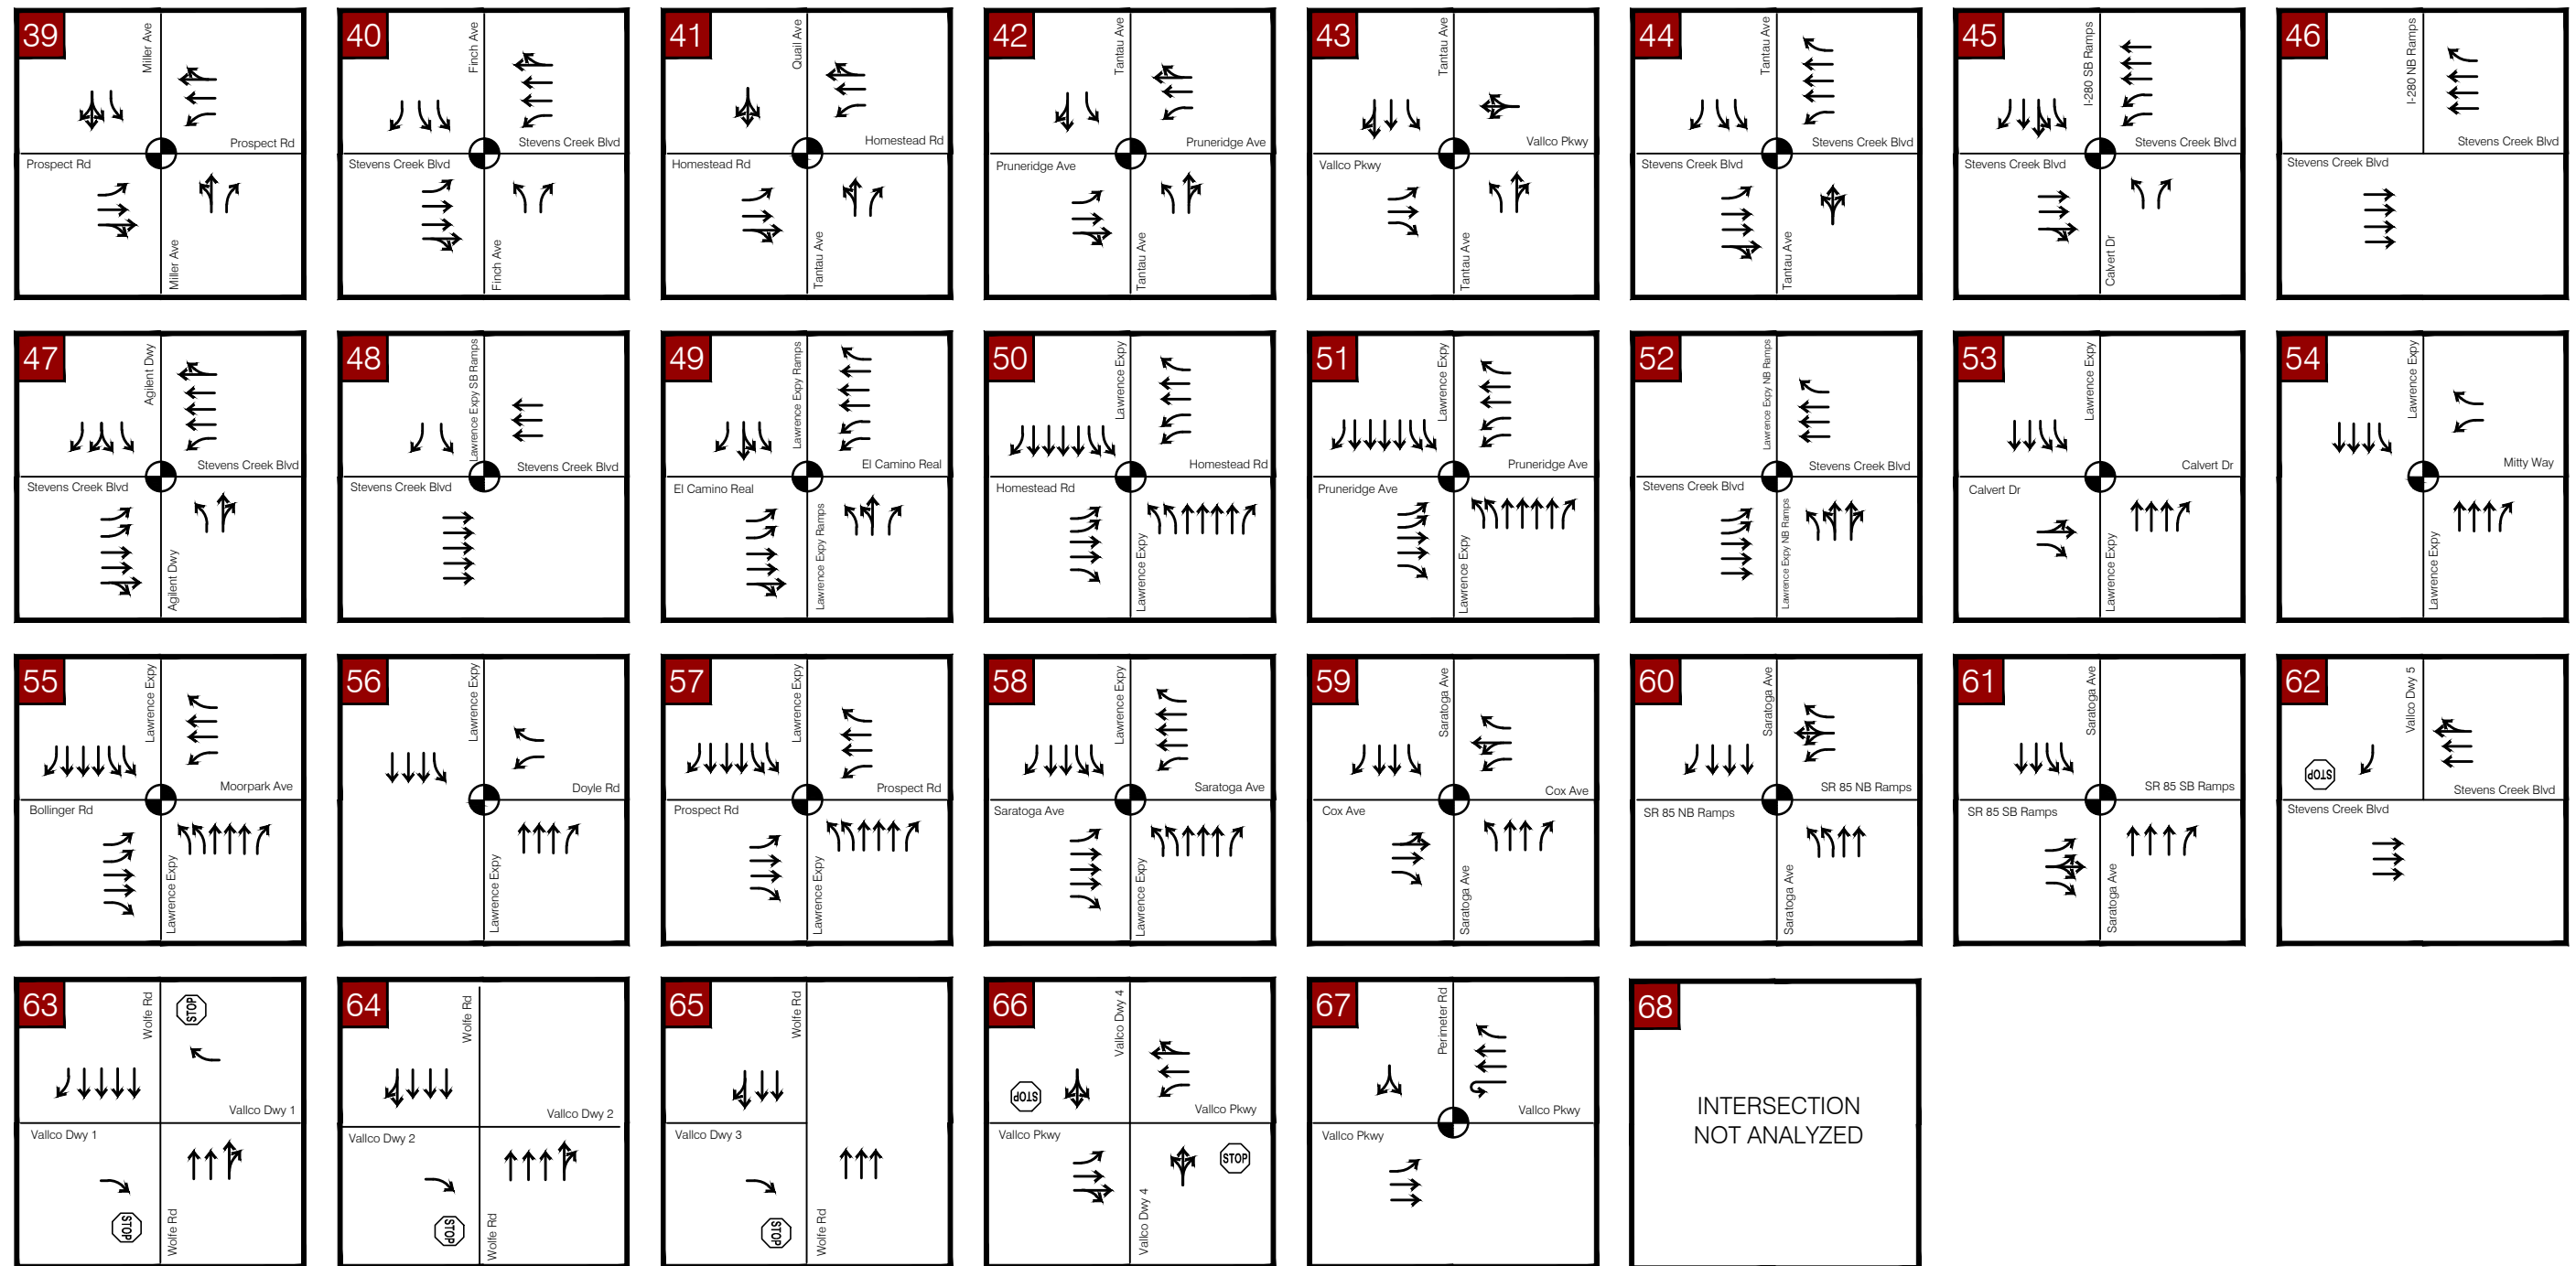 39
Miller Ave
Prospect Rd
Prospect Rd
Miller Ave
40
Finch Ave
Stevens Creek Blvd
Stevens Creek Blvd
Finch Ave
41
Quail Ave
Homestead Rd
Homestead Rd
Tantau Ave
42
Tantau Ave
Pruneridge Ave
Pruneridge Ave
Tantau Ave
43
Tantau Ave
Vallco Pkwy
Vallco Pkwy
Tantau Ave
44
Tantau Ave
Stevens Creek Blvd
Stevens Creek Blvd
Tantau Ave
45
I-280 SB Ramps
Stevens Creek Blvd
Stevens Creek Blvd
Calvert Dr
46
I-280 NB Ramps
Stevens Creek Blvd
Stevens Creek Blvd
47
Agilent Dwy
Stevens Creek Blvd
Stevens Creek Blvd
Agilent Dwy
48
Lawrence Expy SB Ramps
Stevens Creek Blvd
Stevens Creek Blvd
49
Lawrence Expy Ramps
El Camino Real
El Camino Real
Lawrence Expy Ramps
50
Lawrence Expy
Homestead Rd
Homestead Rd
Lawrence Expy
51
Lawrence Expy
Pruneridge Ave
Pruneridge Ave
Lawrence Expy
52
Lawrence Expy NB Ramps
Stevens Creek Blvd
Stevens Creek Blvd
Lawrence Expy NB Ramps
53
Lawrence Expy
Calvert Dr
Calvert Dr
Lawrence Expy
54
Lawrence Expy
Mitty Way
Lawrence Expy
55
Lawrence Expy
Moorpark Ave
Bollinger Rd
Lawrence Expy
56
Lawrence Expy
Doyle Rd
Lawrence Expy
57
Lawrence Expy
Prospect Rd
Prospect Rd
Lawrence Expy
58
Lawrence Expy
Saratoga Ave
Saratoga Ave
Lawrence Expy
59
Saratoga Ave
Cox Ave
Cox Ave
Saratoga Ave
60
Saratoga Ave
SR 85 NB Ramps
SR 85 NB Ramps
Saratoga Ave
61
Saratoga Ave
SR 85 SB Ramps
SR 85 SB Ramps
Saratoga Ave
62
Vallco Dwy 5
STOP
Stevens Creek Blvd
Stevens Creek Blvd
63
Wolfe Rd
STOP
Vallco Dwy 1
Vallco Dwy 1
STOP
Wolfe Rd
64
Wolfe Rd
Vallco Dwy 2
Vallco Dwy 2
STOP
Wolfe Rd
65
Wolfe Rd
Vallco Dwy 3
STOP
Wolfe Rd
66
Vallco Dwy 4
STOP
Vallco Pkwy
Vallco Pkwy
STOP
Vallco Dwy 4
67
Perimeter Rd
Vallco Pkwy
Vallco Pkwy
68
INTERSECTION
NOT ANALYZED